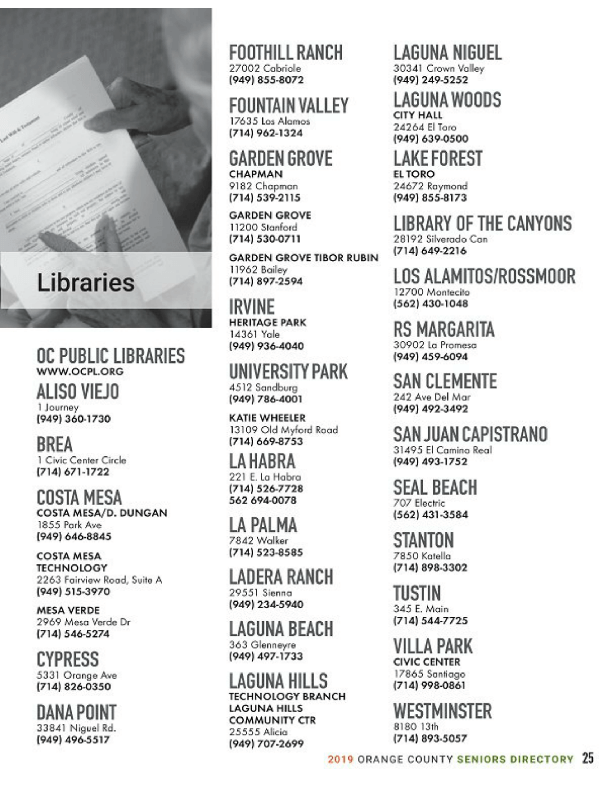 Libraries
OC PUBLIC LIBRARIES
WWW.OCPL.ORG
ALISO VIEJO
1 Journey
(949) 360-1730
BREA
1 Civic Center Circle
(714) 671-1722
COSTA MESA
COSTA MESA/D. DUNGAN
1855 Park Ave
(949) 646-8845
COSTA MESA
TECHNOLOGY
2263 Fairview Road, Suite A
(949) 515-3970
MESA VERDE
2969 Mesa Verde Dr
(714) 546-5274
CYPRESS
5331 Orange Ave
(714) 826-0350
DANA POINT
33841 Niguel Rd.
(949) 496-5517
FOOTHILL RANCH
27002 Cabriole
(949) 855-8072
FOUNTAIN VALLEY
17635 Los Alamos
(714) 962-1324
GARDEN GROVE
CHAPMAN
9182 Chapman
(714) 539-2115
GARDEN GROVE
11200 Stanford
(714) 530-0711
GARDEN GROVE TIBOR RUBIN
11962 Bailey
(714) 897-2594
IRVINE
HERITAGE PARK
14361 Yale
(949) 936-4040
UNIVERSITY PARK
4512 Sandburg
(949) 786-4001
KATIE WHEELER
13109 Old Myford Road
(714) 669-8753
LA HABRA
221 E. La Habra
(714) 526-7728
562 694-0078
LA PALMA
7842 Walker
(714) 523-8585
LADERA RANCH
29551 Sienna
(949) 234-5940
LAGUNA BEACH
363 Glenneyre
(949) 497-1733
LAGUNA HILLS
TECHNOLOGY BRANCH
LAGUNA HILLS
COMMUNITY CTR
25555 Alicia
(949) 707-2699
LAGUNA NIGUEL
30341 Crown Valley
(949) 249-5252
LAGUNA WOODS
CITY HALL
24264 El Toro
(949) 639-0500
LAKE FOREST
EL TORO
24672 Raymond
(949) 855-8173
LIBRARY OF THE CANYONS
28192 Silverado Can
(714) 649-2216
LOS ALAMITOS/ROSSMOOR
12700 Montecito
(562) 430-1048
RS MARGARITA
30902 La Promesa
(949) 459-6094
SAN CLEMENTE
242 Ave Del Mar
(949) 492-3492
SAN JUAN CAPISTRANO
31495 El Camino Real
(949) 493-1752
SEAL BEACH
707 Electric
(562) 431-3584
STANTON
7850 Katella
(714) 898-3302
TUSTIN
345 E. Main
(714) 544-7725
VILLA PARK
CIVIC CENTER
17865 Santiago
(714) 998-0861
WESTMINSTER
8180 13th
(714) 893-5057
2019 ORANGE COUNTY SENIORS DIRECTORY 25